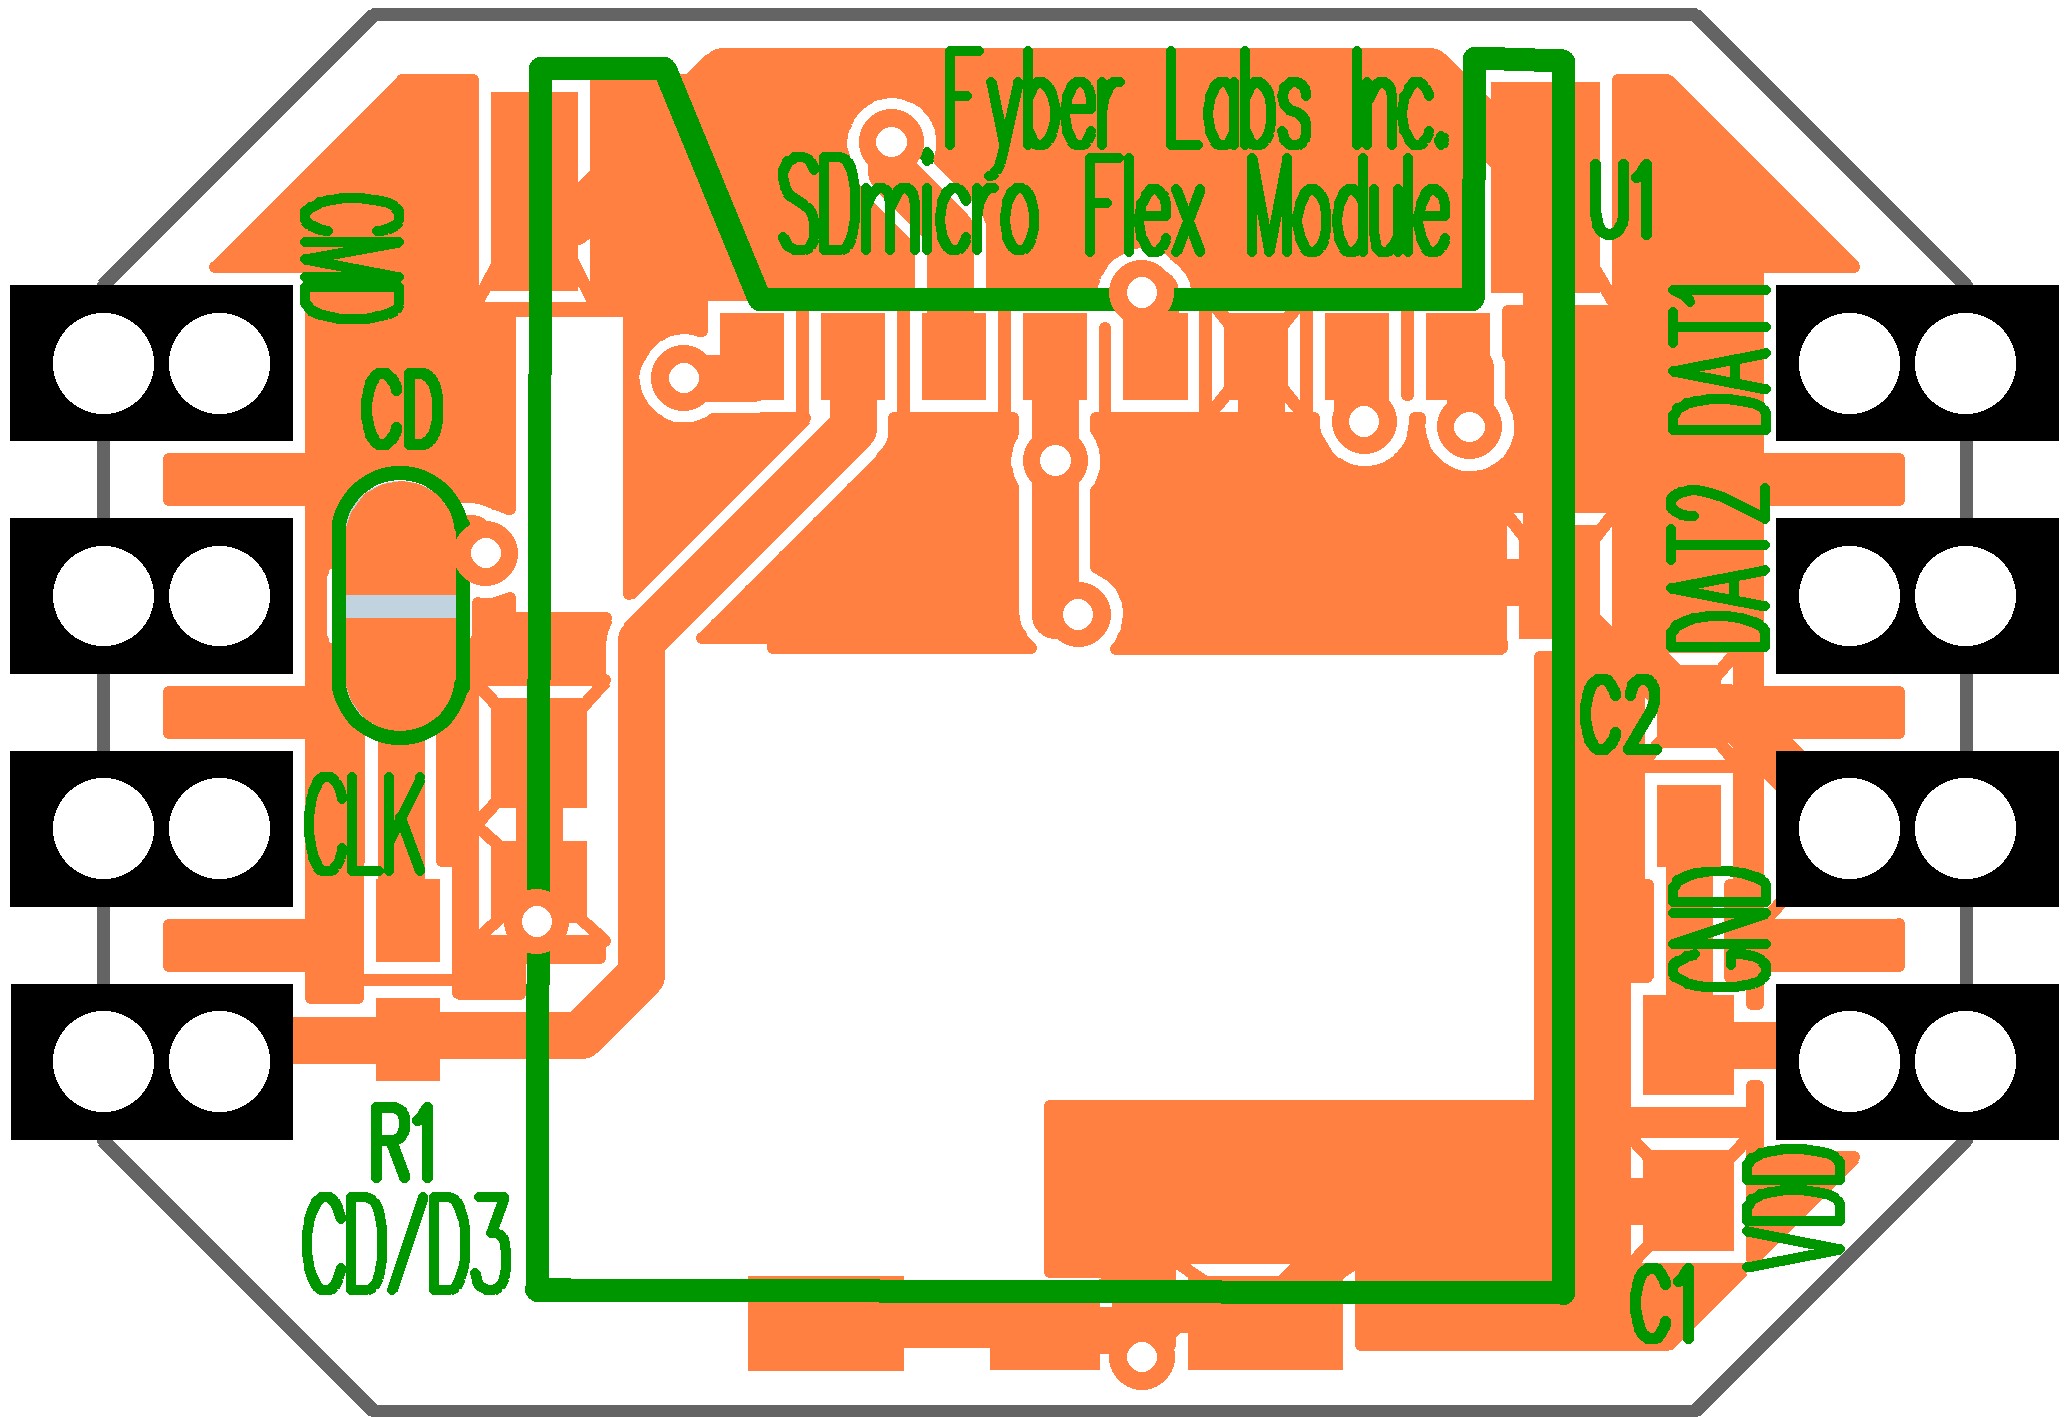 Fyber Labs Inc.
SDmicro Flex Module
U1
CMD
DAT1
CD
DAT2
C2
CLK
GND
R1
VDD
CD/D3
C1